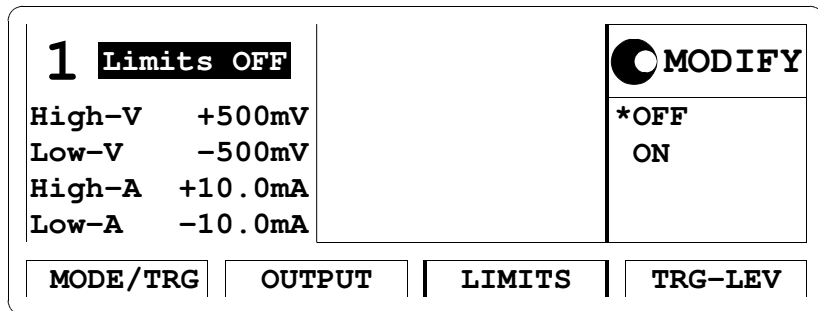 1 Limits OFF
High-V +500mV
Low-V -500mV
High-A +10.0mA
Low-A -10.0mA
MODIFY
*OFF
ON
MODE/TRG OUTPUT LIMITS TRG-LEV